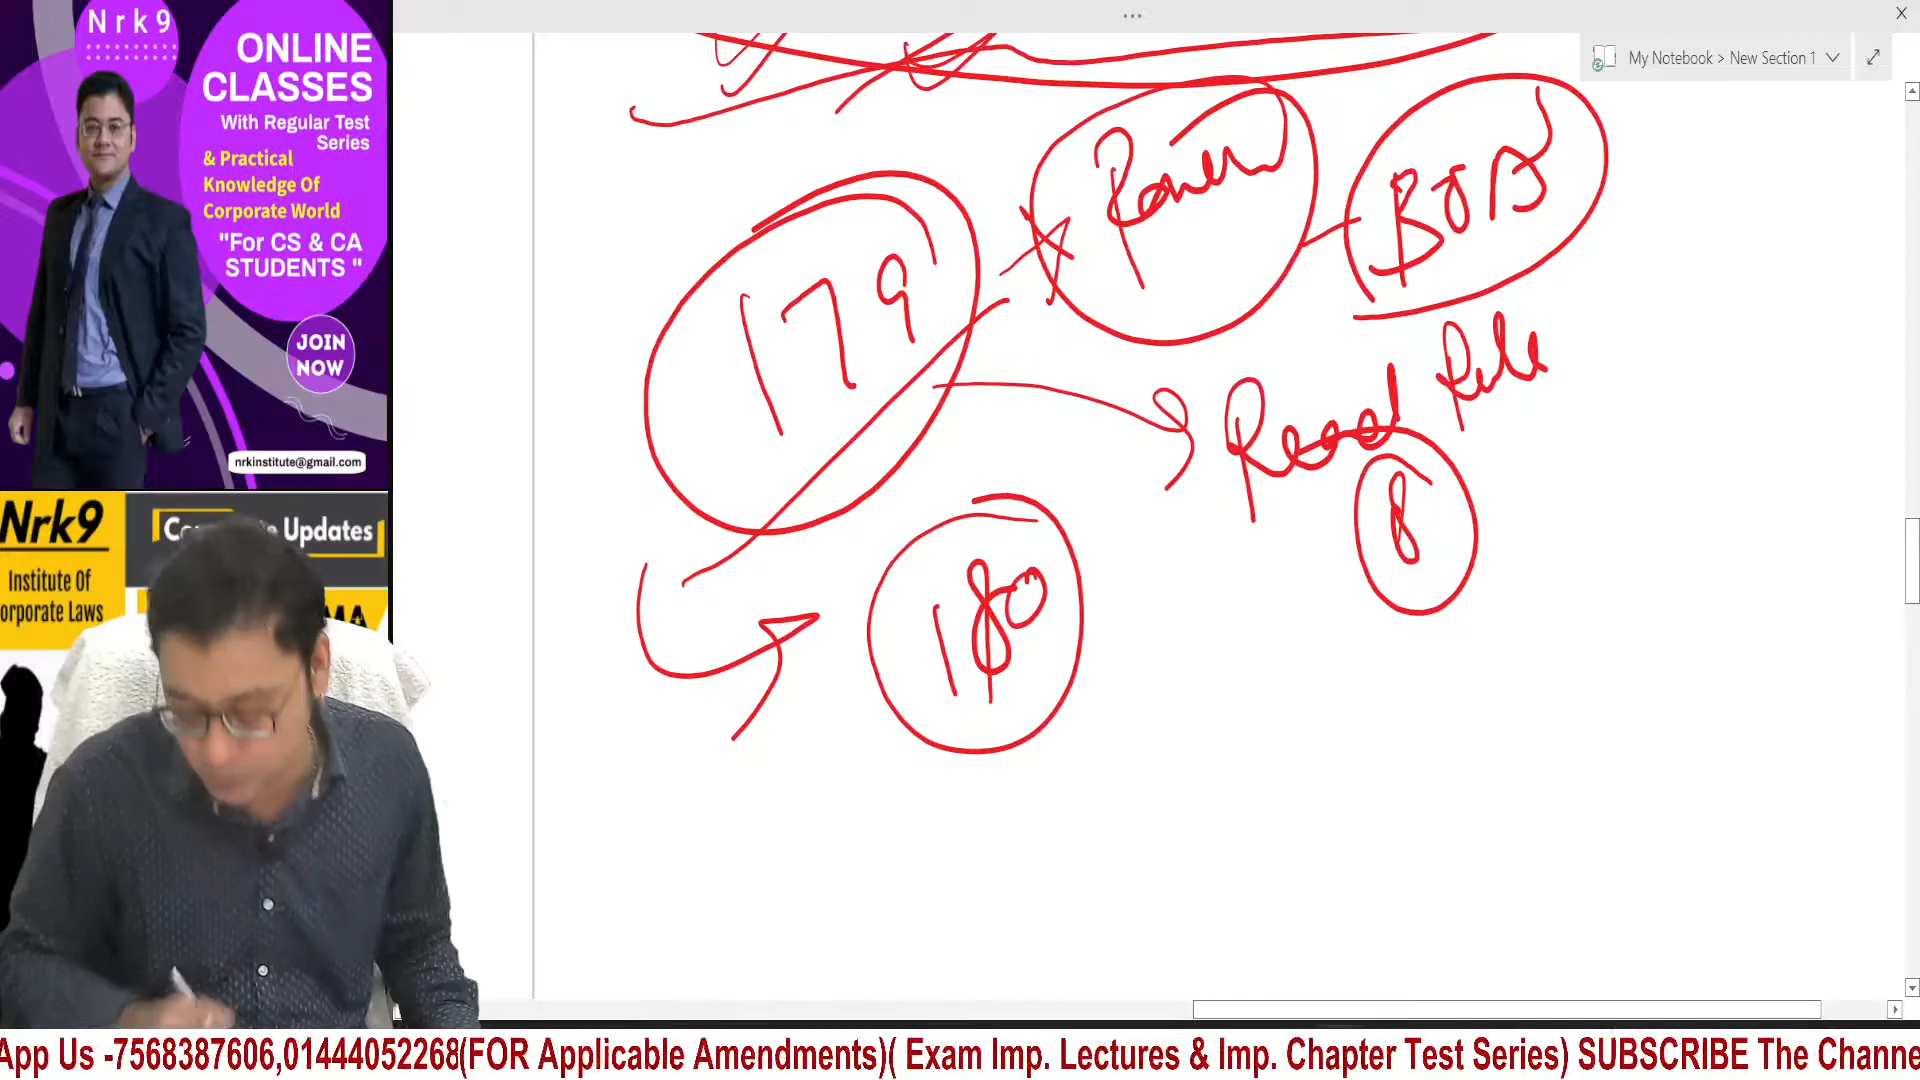 Nrk9
ONLINE
CLASSES
With Regular Test
Series
& Practical
Knowledge Of
Corporate World
"For CS & CA
STUDENTS "
JOIN
NOW
nrkinstitute@gmail.com
Nrk9
Institute Of
orporate Laws
Updates
MA
My Notebook > New Section 1
179
Power
BOD
Read Rule
8
180
App Us -7568387606,01444052268(FOR Applicable Amendments)( Exam Imp. Lectures & Imp. Chapter Test Series) SUBSCRIBE The Channe